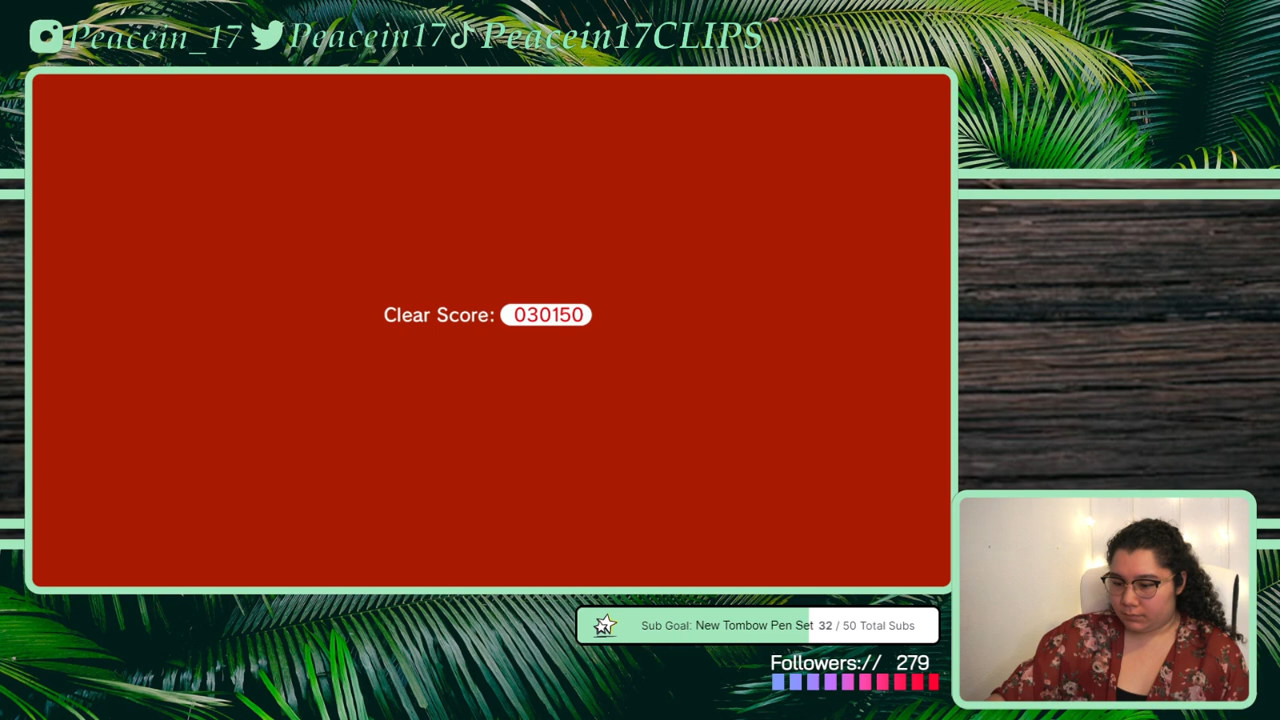 Peacein_17 Peacein17 Peacein17CLIPS
Clear Score: 030150
Sub Goal: New Tombow Pen Set 32 / 50 Total Subs
Followers:// 279